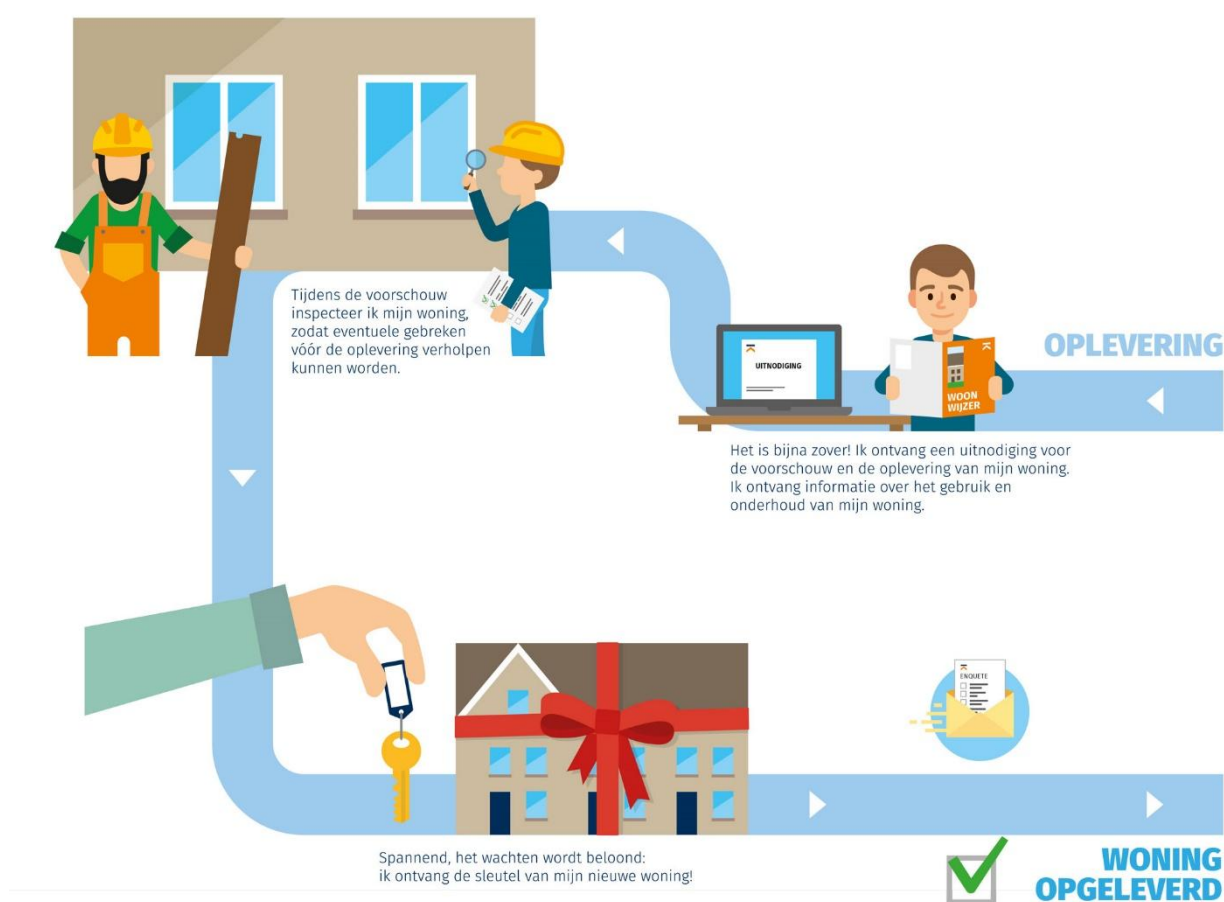 OPLEVERING
UITNODIGING
WOON
WIJZER
Het is bijna zover! Ik ontvang een uitnodiging voor
de voorschouw en de oplevering van mijn woning.
Ik ontvang informatie over het gebruik en
onderhoud van mijn woning.
Tijdens de voorschouw
inspecteer ik mijn woning,
zodat eventuele gebreken
vóór de oplevering verholpen
kunnen worden.
Spannend, het wachten wordt beloond:
ik ontvang de sleutel van mijn nieuwe woning!
ENQUETE
WONING
OPGELEVERD